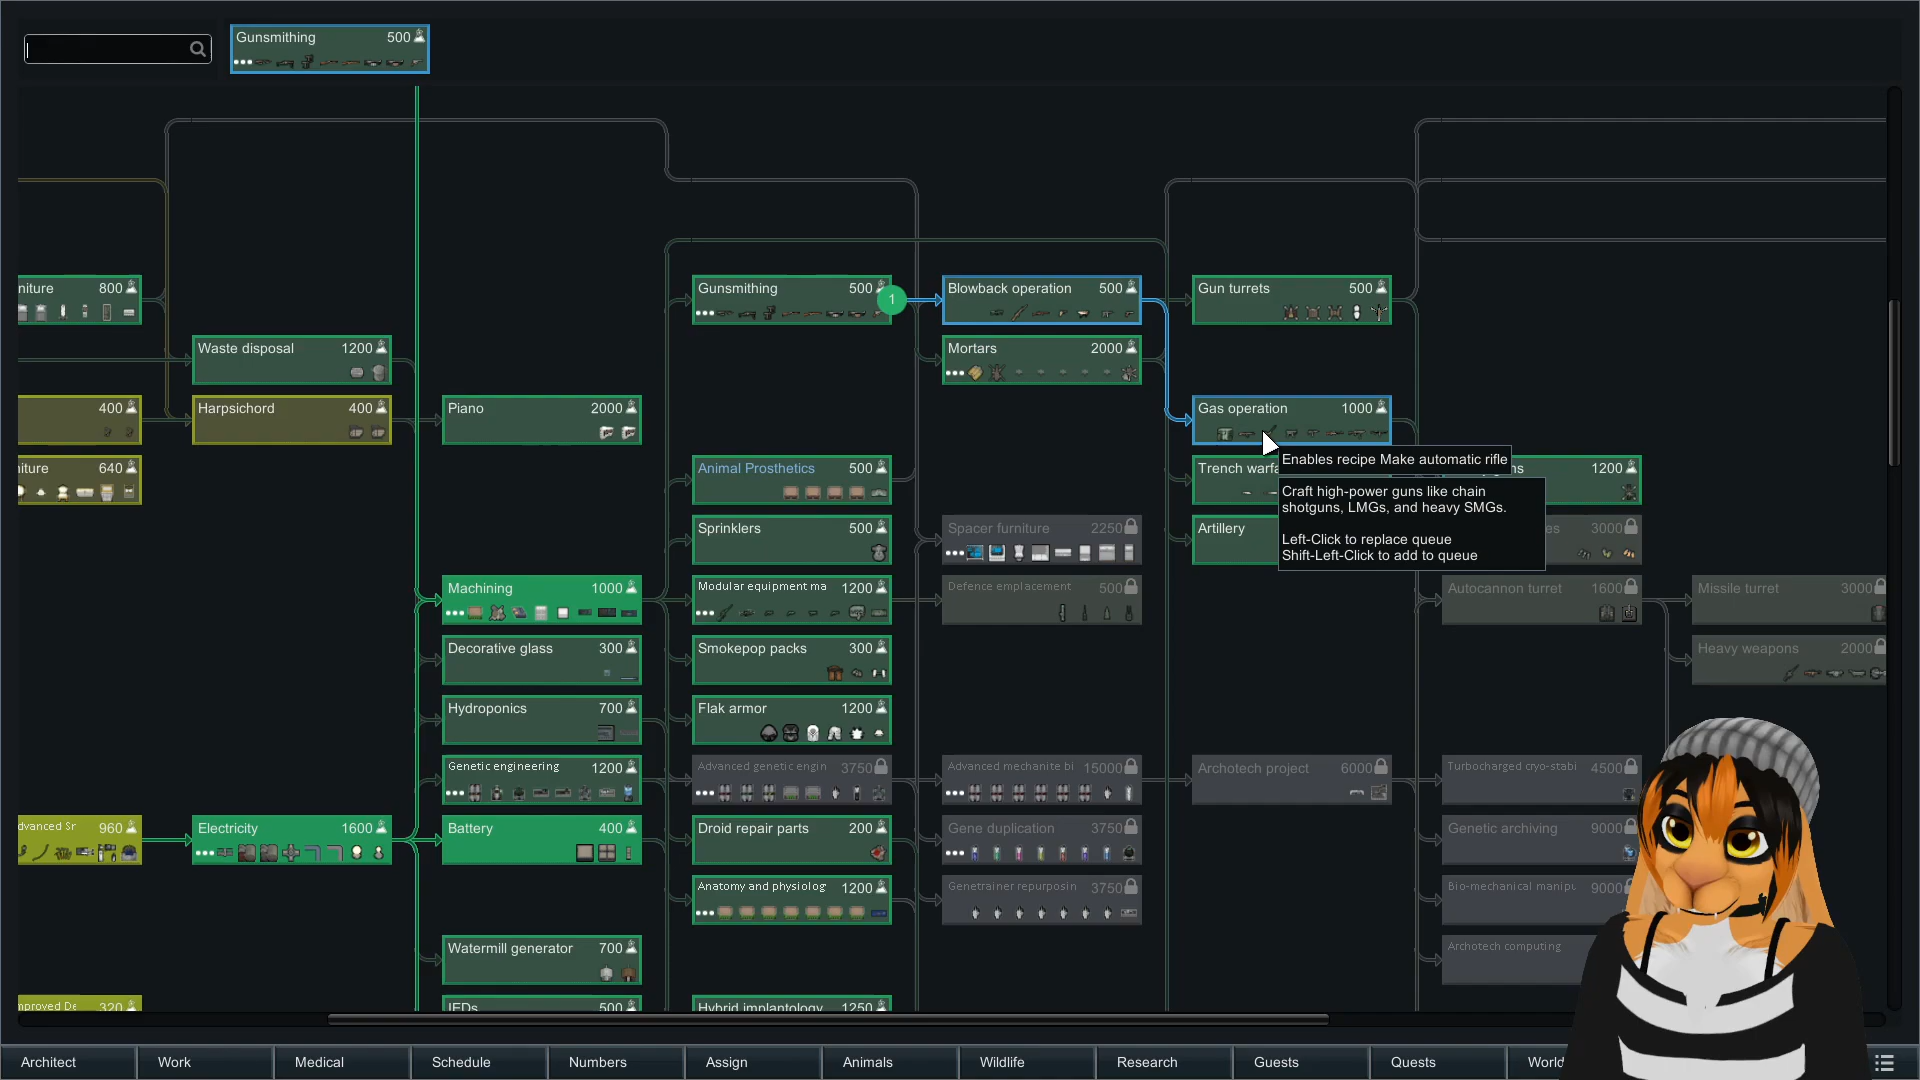 Gunsmithing 500
niture 800
Gunsmithing 500
1
Blowback operation 500
Gun turrets 500
Waste disposal 1200
Mortars 2000
400
Harpsichord 400
Piano 2000
Gas operation 1000
Enables recipe Make automatic rifle
niture 640
Animal Prosthetics 500
Trench warfa
ns 1200
Craft high-power guns like chain
shotguns, LMGs, and heavy SMGs.
Left-Click to replace queue
Shift-Left-Click to add to queue
Sprinklers 500
Spacer furniture 2250
Artillery
es 3000
Machining 1000
Modular equipment ma 1200
Defence emplacement 500
Autocannon turret 1600
Missile turret 3000
Decorative glass 300
Smokepop packs 300
Heavy weapons 2000
Hydroponics 700
Flak armor 1200
Genetic engineering 1200
Advanced genetic engin 3750
Advanced mechanite bi 15000
Archotech project 6000
Turbocharged cryo-stabi 4500
dvanced Sr 960
Electricity 1600
Battery 400
Droid repair parts 200
Gene duplication 3750
Genetic archiving 9000
Anatomy and physiolog 1200
Genetrainer repurposin 3750
Bio-mechanical manipu 9000
Watermill generator 700
Archotech computing
mproved De 320
IEDs 500
Hybrid implantology 1250
Architect
Work
Medical
Schedule
Numbers
Assign
Animals
Wildlife
Research
Guests
Quests
World